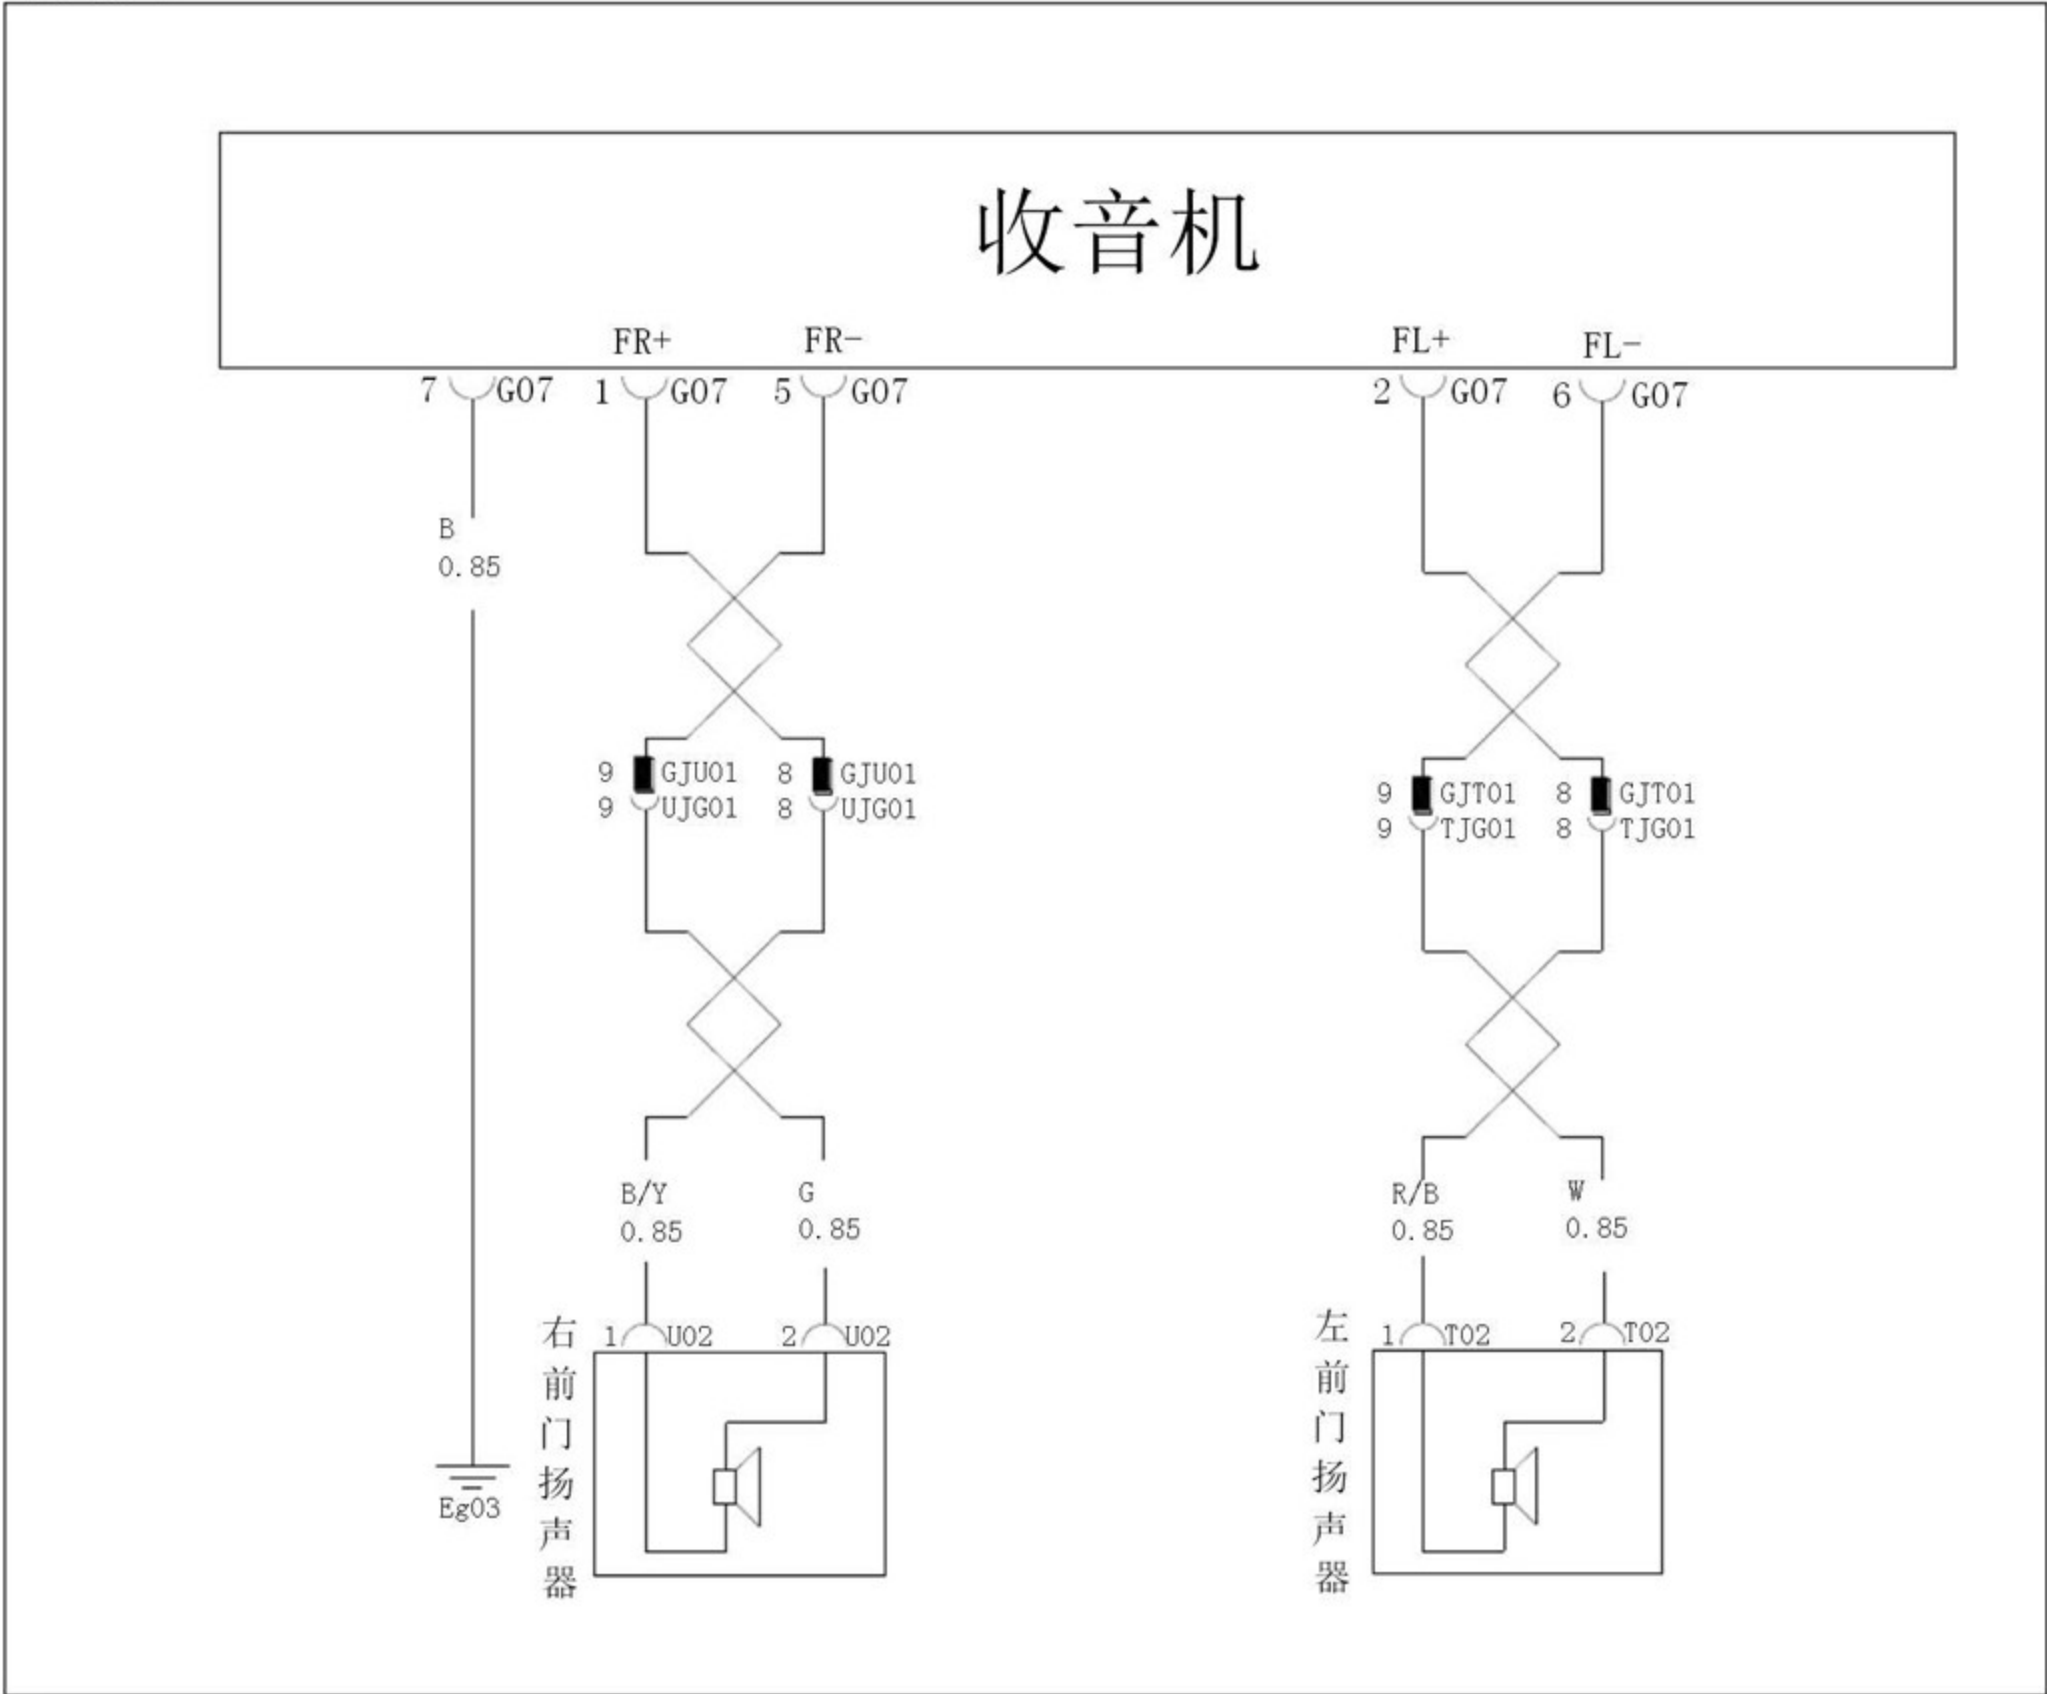 收音机
FR+
FR-
FL+
FL-
7 G07
1 G07
5 G07
2 G07
6 G07
B
0.85
9 GJU01
8 GJU01
9 UJG01
8 UJG01
9 GJT01
8 GJT01
9 TJG01
8 TJG01
B/Y
0.85
G
0.85
R/B
0.85
W
0.85
右前门扬声器
1 U02
2 U02
左前门扬声器
1 T02
2 T02
Eg03